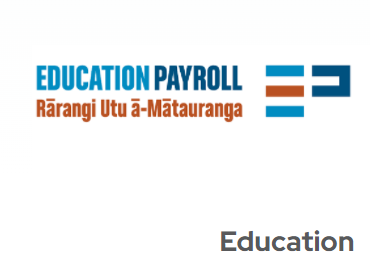 EDUCATION PAYROLL
Rārangi Utu ā-Mātauranga
Education